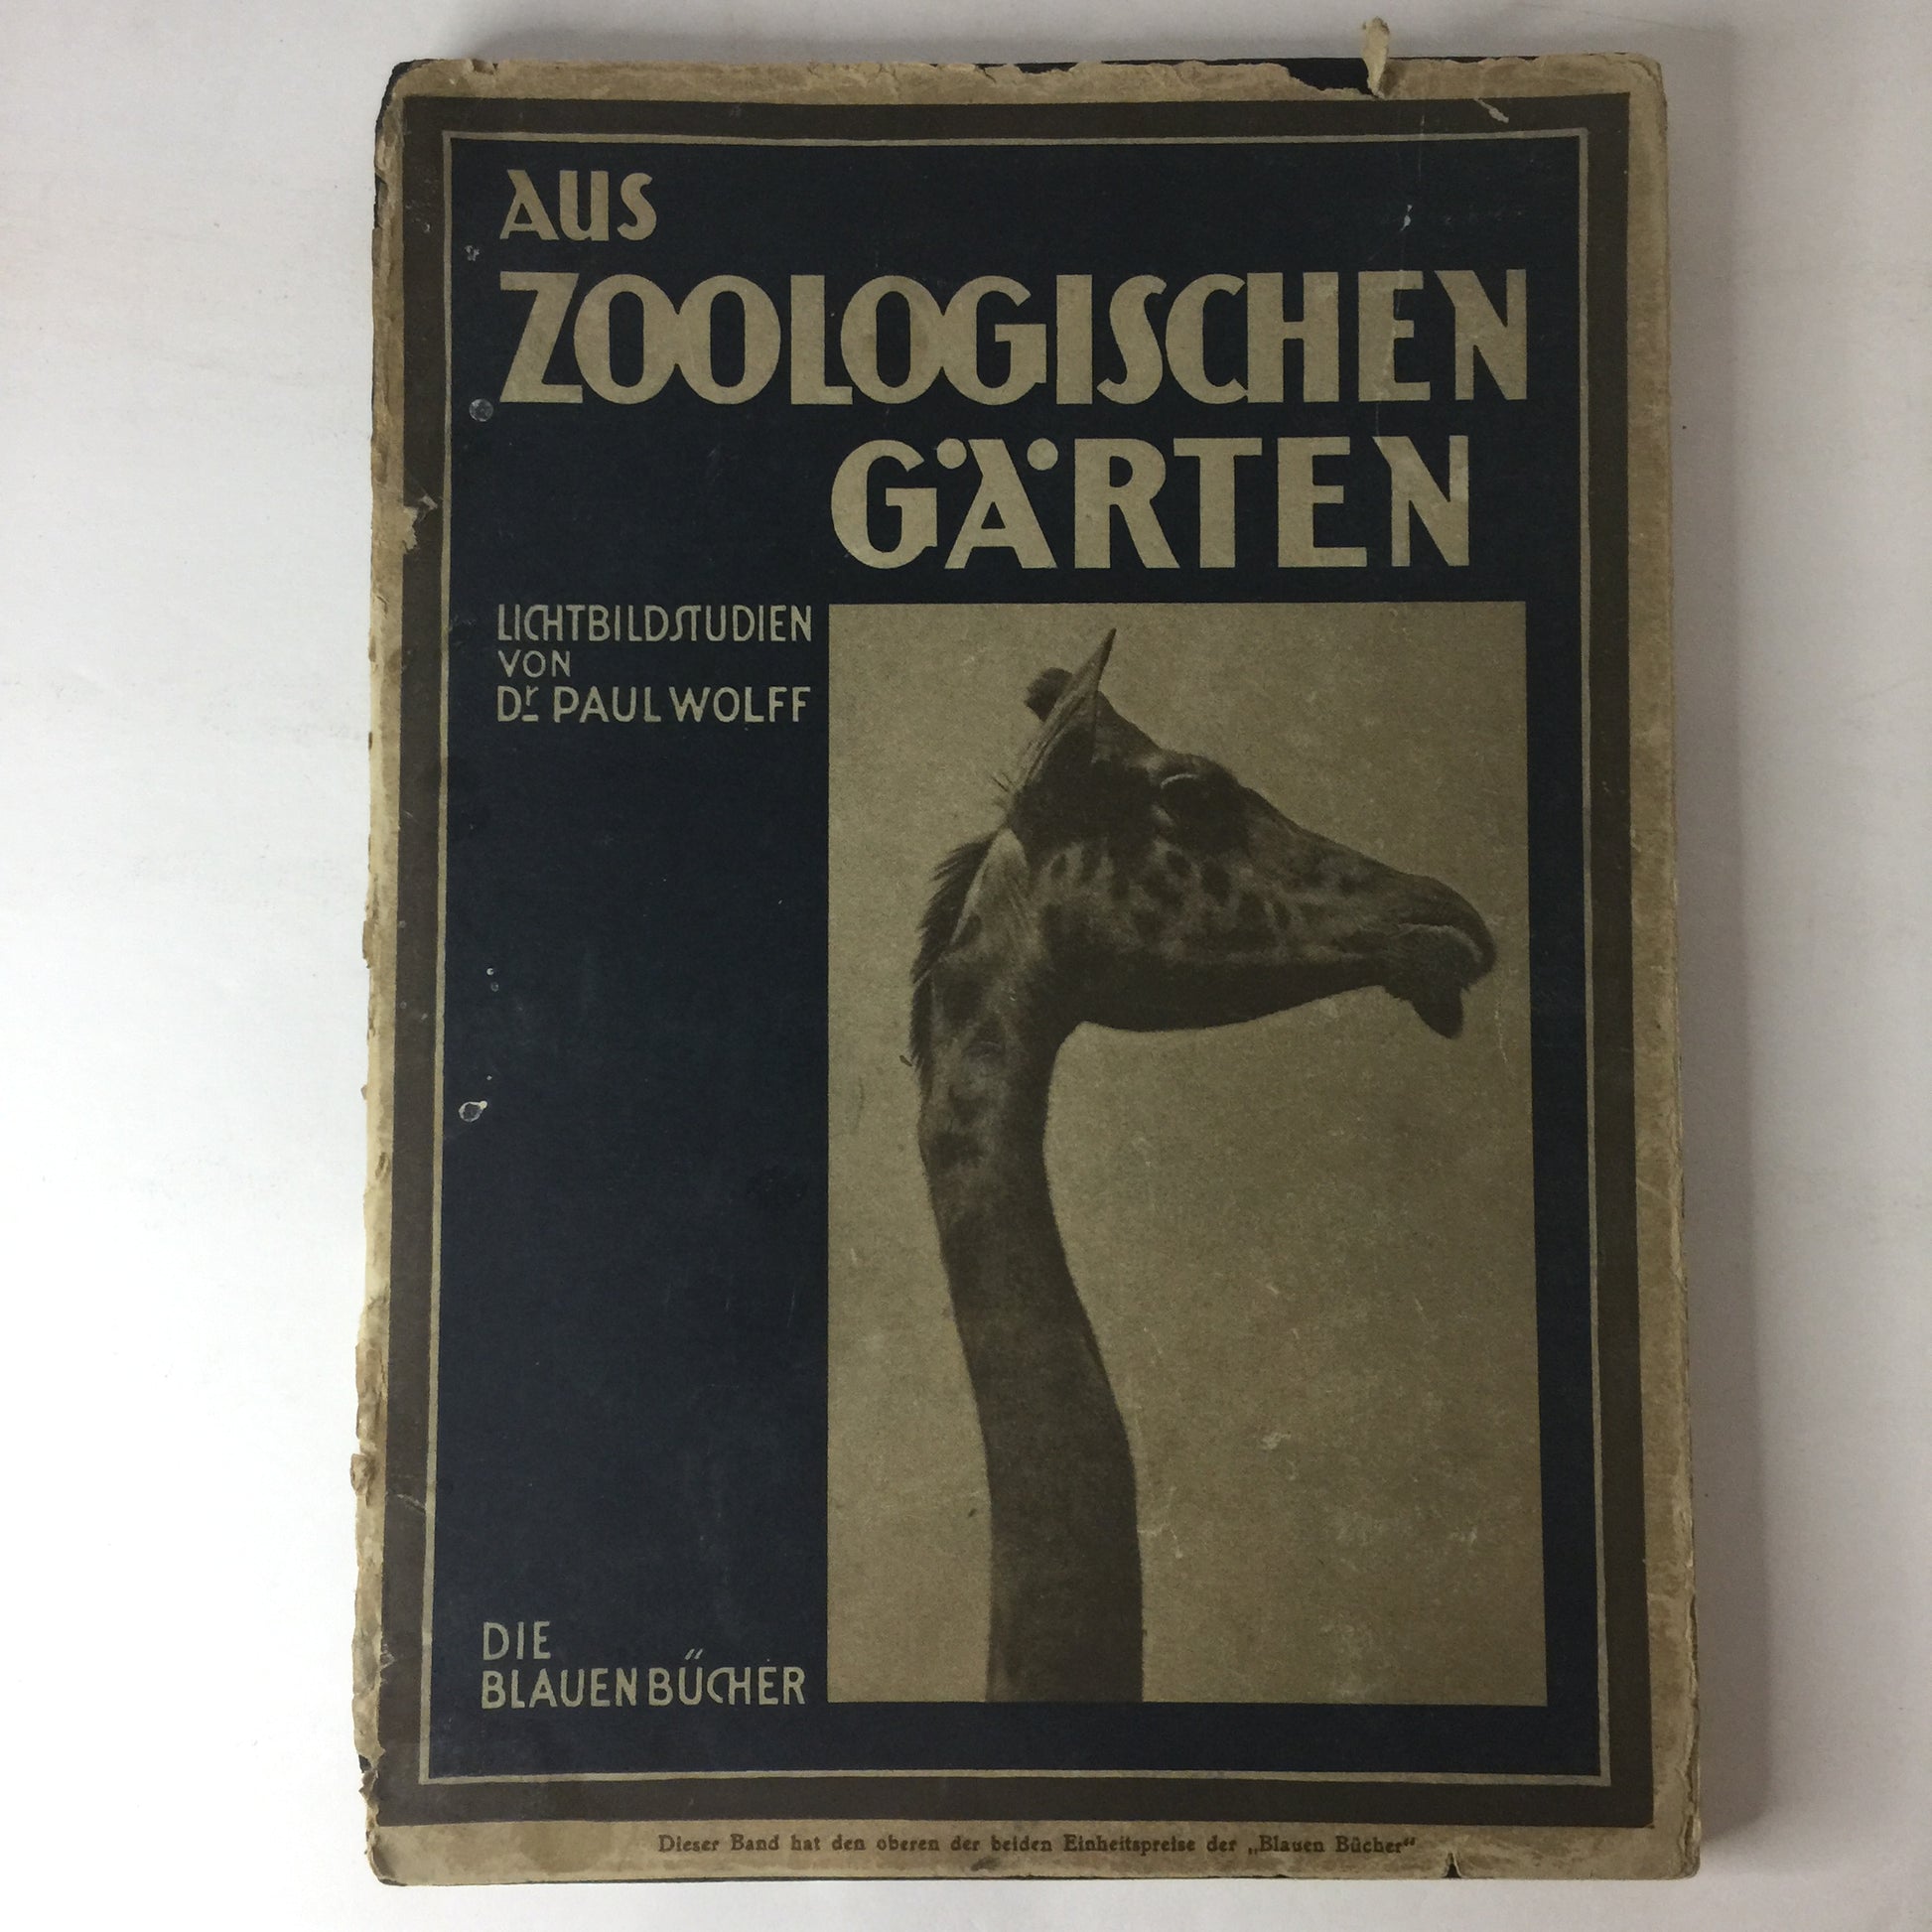 AUS
ZOOLOGISCHEN
GÄRTEN
LICHTBILDSTUDIEN
VON
Dr PAUL WOLFF
DIE
BLAUEN BÜCHER
Dieser Band hat den oberen der beiden Einheitspreise der „Blauen Bücher“